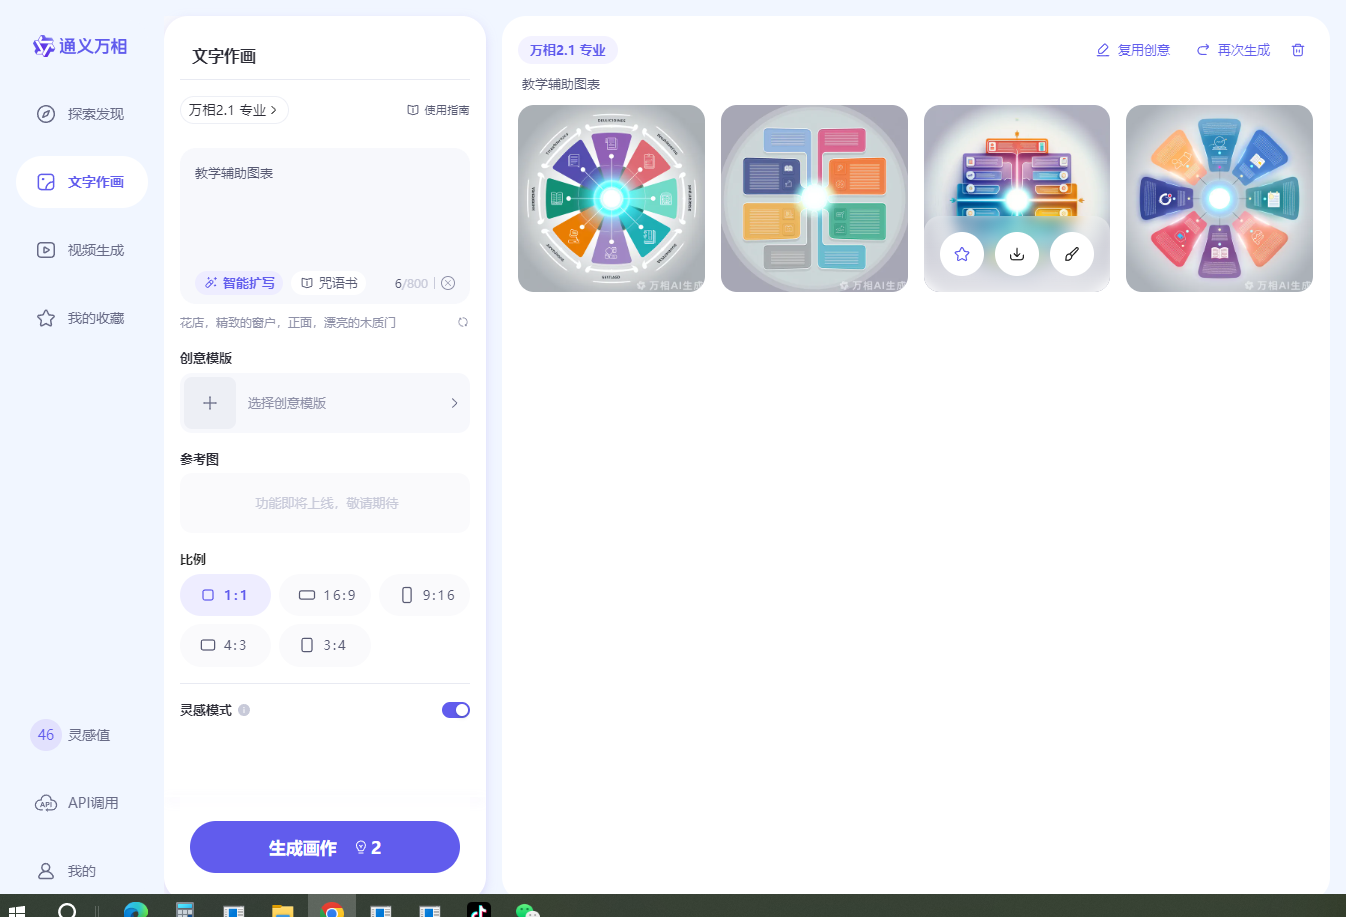 通义万相
探索发现
文字作画
视频生成
我的收藏
46 灵感值
API API调用
我的
文字作画
万相2.1 专业
使用指南
教学辅助图表
智能扩写
咒语书
6/800
花店，精致的窗户，正面，漂亮的木质门
创意模版
选择创意模版
参考图
功能即将上线，敬请期待
比例
1:1
16:9
9:16
4:3
3:4
灵感模式
生成画作 2
万相2.1 专业
复用创意
再次生成
教学辅助图表
万相AI生成
万相AI生成
万相AI生成